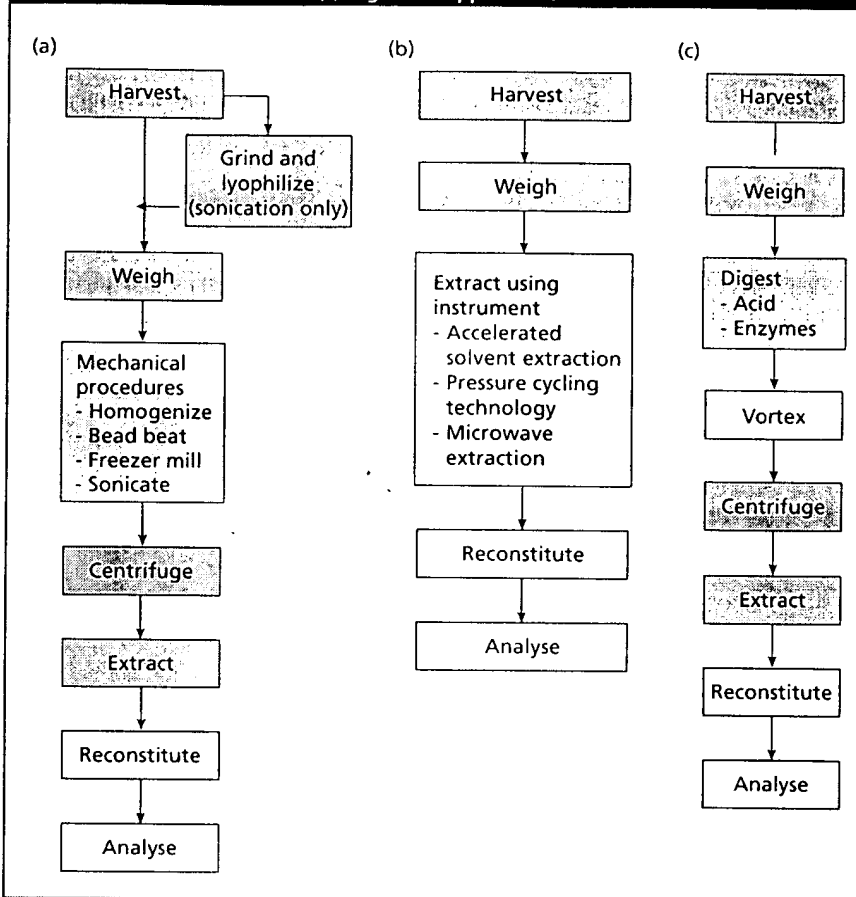 (a)
Harvest
Grind and
lyophilize
(sonication only)
Weigh
Mechanical
procedures
- Homogenize
- Bead beat
- Freezer mill
- Sonicate
Centrifuge
Extract
Reconstitute
Analyse
(b)
Harvest
Weigh
Extract using
instrument
- Accelerated
solvent extraction
- Pressure cycling
technology
- Microwave
extraction
Reconstitute
Analyse
(c)
Harvest
Weigh
Digest
- Acid
- Enzymes
Vortex
Centrifuge
Extract
Reconstitute
Analyse